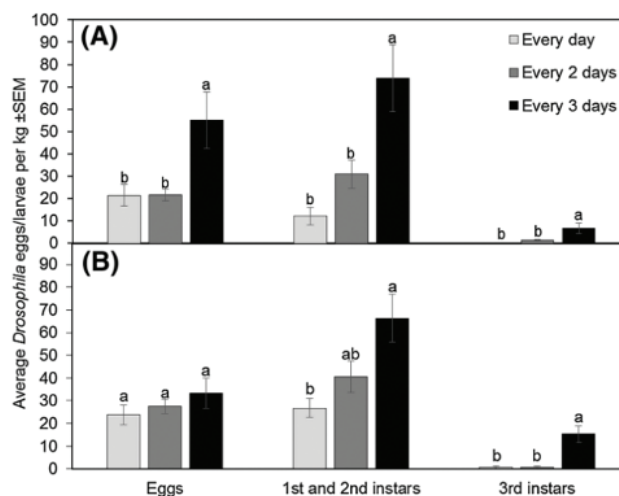 Average Drosophila eggs/larvae per kg ±SEM
(A)
100
90
80
70
60
50
40
30
20
10
0
Every day
Every 2 days
Every 3 days
b b a
b b a
b b a
(B)
90
80
70
60
50
40
30
20
10
0
a a a
b ab a
b b a
Eggs 1st and 2nd instars 3rd instars